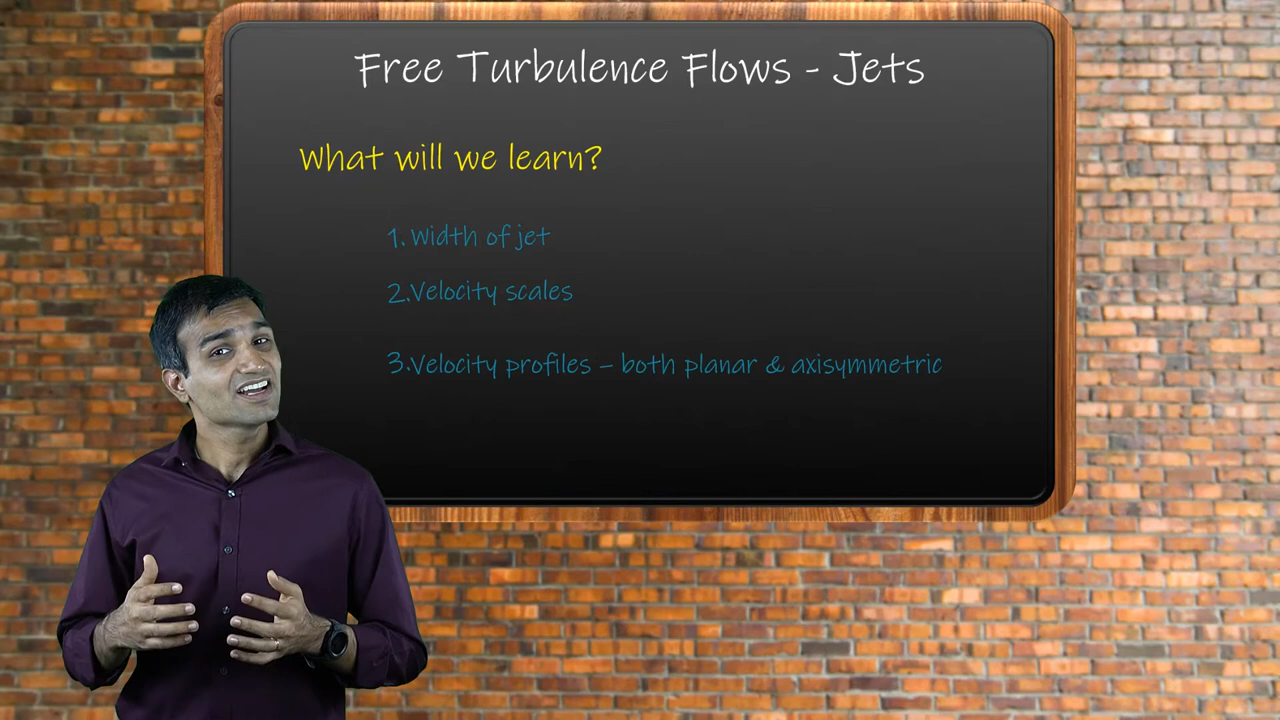 Free Turbulence Flows - Jets
What will we learn?
1. Width of jet
2.Velocity scales
3.Velocity profiles – both planar & axisymmetric